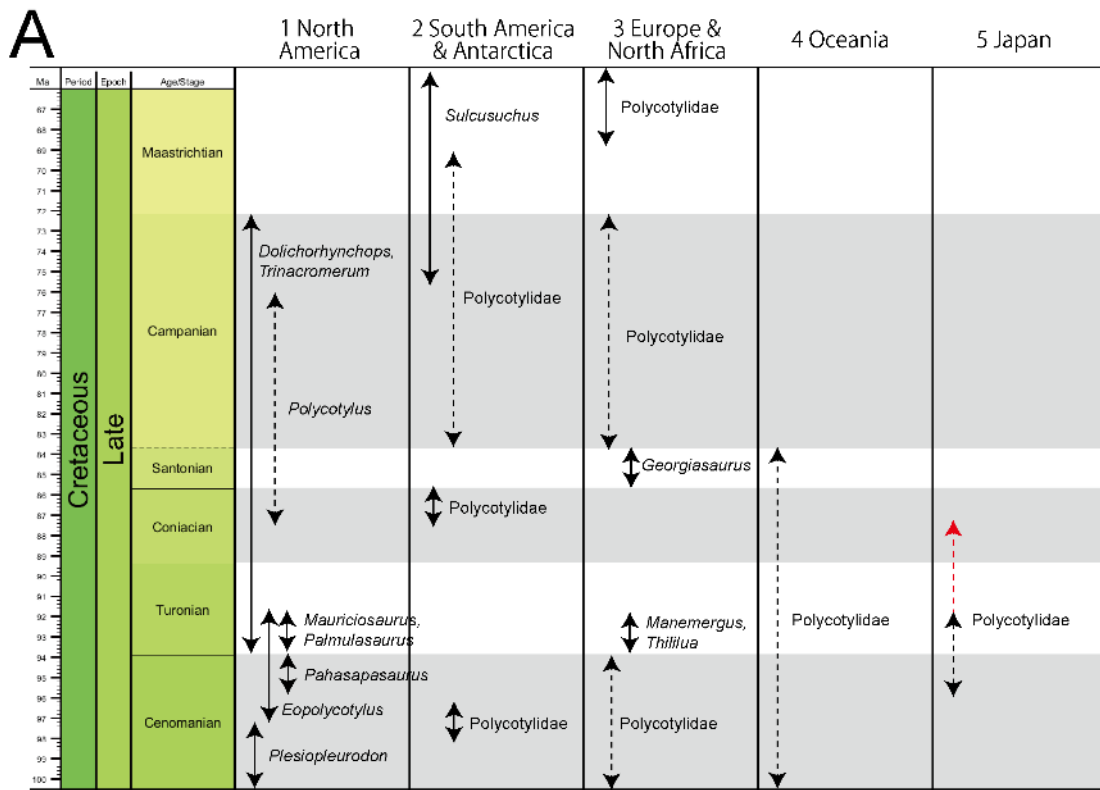 A
1 North
America
2 South America
& Antarctica
3 Europe &
North Africa
4 Oceania
5 Japan
Ma
Period
Epoch
Age/Stage
67
68
69
70
71
72
73
74
75
76
77
78
79
80
81
82
83
84
85
86
87
88
89
90
91
92
93
94
95
96
97
98
99
100
Cretaceous
Late
Maastrichtian
Campanian
Santonian
Coniacian
Turonian
Cenomanian
Dolichorhynchops,
Trinacromerum
Polycotylus
Mauriciosaurus,
Palmulasaurus
Pahasapasaurus
Eopolycotylus
Plesiopleurodon
Sulcusuchus
Polycotylidae
Polycotylidae
Polycotylidae
Polycotylidae
Polycotylidae
Georgiasaurus
Manemergus,
Thililua
Polycotylidae
Polycotylidae
Polycotylidae